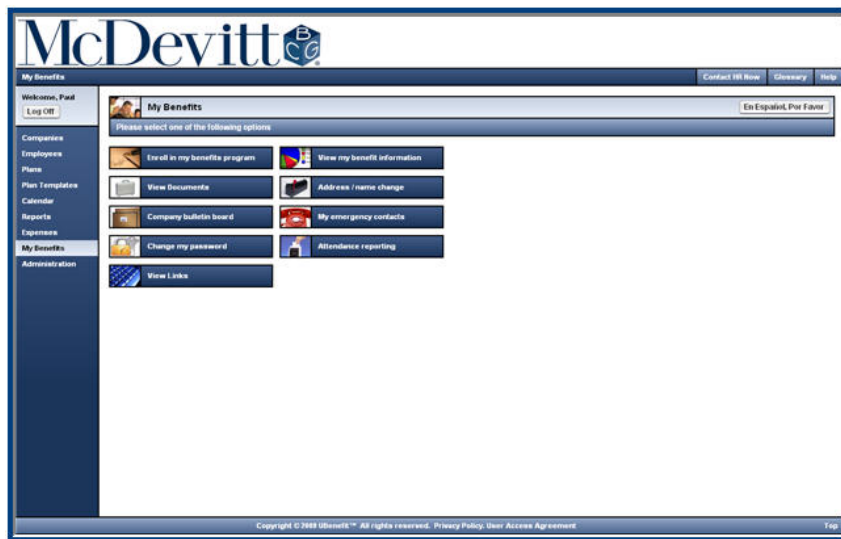 McDevitt BCG
My Benefits
Contact HR Now Glossary Help
Welcome, Paul
Log Off
My Benefits
En Español, Por Favor
Please select one of the following options
Companies
Employees
Plans
Plan Templates
Calendar
Reports
Expenses
My Benefits
Administration
Enroll in my benefits program
View my benefit information
View Documents
Address / name change
Company bulletin board
My emergency contacts
Change my password
Attendance reporting
View Links
Copyright © UBenefit™ All rights reserved. Privacy Policy. User Access Agreement
Top